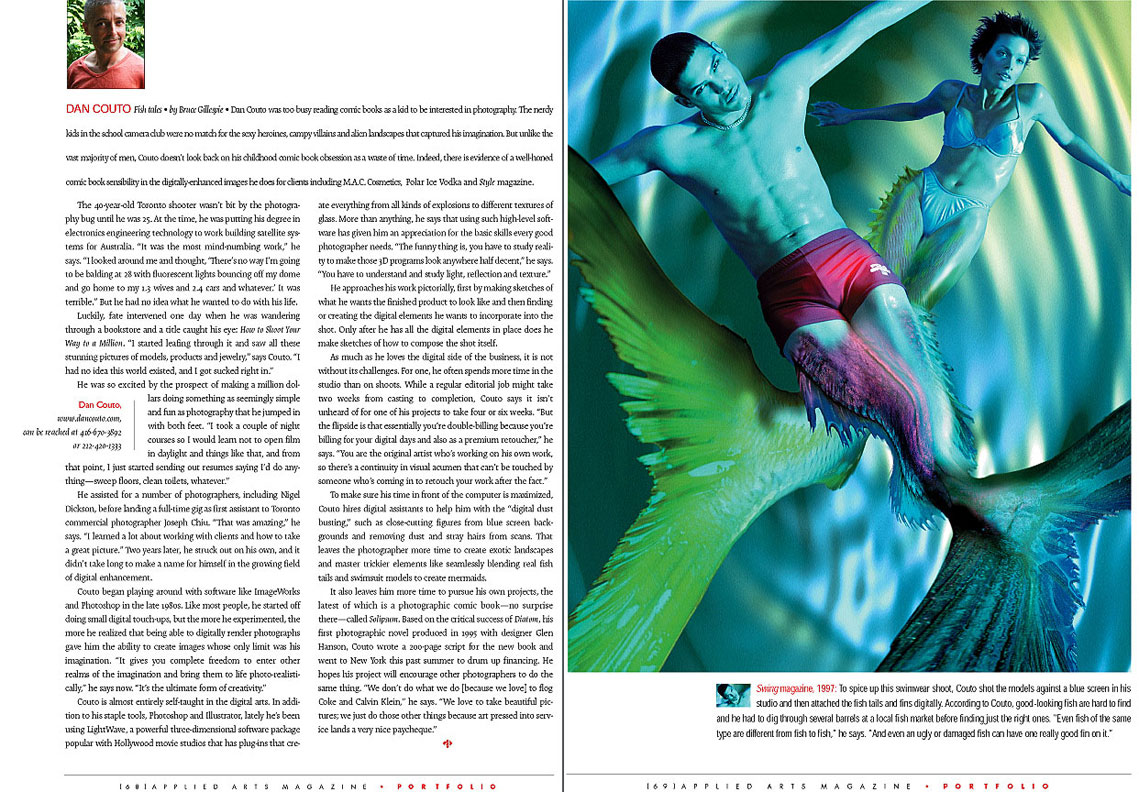 DAN COUTO Fish tales • by Bruce Gillespie • Dan Couto was too busy reading comic books as a kid to be interested in photography. The nerdy
kids in the school camera club were no match for the sexy heroines, campy villains and alien landscapes that captured his imagination. But unlike the
vast majority of men, Couto doesn't look back on his childhood comic book obsession as a waste of time. Indeed, there is evidence of a well-honed
comic book sensibility in the digitally-enhanced images he does for clients including M.A.C. Cosmetics, Polar Ice Vodka and Style magazine.
The 40-year-old Toronto shooter wasn't bit by the photogra-
phy bug until he was 25. At the time, he was putting his degree in
electronics engineering technology to work building satellite sys-
tems for Australia. "It was the most mind-numbing work," he
says. "I looked around me and thought, 'There's no way I'm going
to be balding at 28 with fluorescent lights bouncing off my dome
and go home to my 1.3 wives and 2.4 cars and whatever.' It was
terrible." But he had no idea what he wanted to do with his life.
Luckily, fate intervened one day when he was wandering
through a bookstore and a title caught his eye: How to Shoot Your
Way to a Million. "I started leafing through it and saw all these
stunning pictures of models, products and jewelry," says Couto. "I
had no idea this world existed, and I got sucked right in."
He was so excited by the prospect of making a million dol-
lars doing something as seemingly simple
and fun as photography that he jumped in
with both feet. "I took a couple of night
courses so I would learn not to open film
in daylight and things like that, and from
that point, I just started sending out resumes saying I'd do any-
thing—sweep floors, clean toilets, whatever."
He assisted for a number of photographers, including Nigel
Dickson, before landing a full-time gig as first assistant to Toronto
commercial photographer Joseph Chiu. "That was amazing," he
says. "I learned a lot about working with clients and how to take
a great picture." Two years later, he struck out on his own, and it
didn't take long to make a name for himself in the growing field
of digital enhancement.
Couto began playing around with software like ImageWorks
and Photoshop in the late 1980s. Like most people, he started off
doing small digital touch-ups, but the more he experimented, the
more he realized that being able to digitally render photographs
gave him the ability to create images whose only limit was his
imagination. "It gives you complete freedom to enter other
realms of the imagination and bring them to life photo-realisti-
cally," he says now. "It's the ultimate form of creativity."
Couto is almost entirely self-taught in the digital arts. In addi-
tion to his staple tools, Photoshop and Illustrator, lately he's been
using LightWave, a powerful three-dimensional software package
popular with Hollywood movie studios that has plug-ins that cre-
Dan Couto,
www.dancouto.com,
can be reached at 416-670-3892
or 212-420-1333
ate everything from all kinds of explosions to different textures of
glass. More than anything, he says that using such high-level soft-
ware has given him an appreciation for the basic skills every good
photographer needs. "The funny thing is, you have to study reali-
ty to make those 3D programs look anywhere half decent," he says.
"You have to understand and study light, reflection and texture."
He approaches his work pictorially, first by making sketches of
what he wants the finished product to look like and then finding
or creating the digital elements he wants to incorporate into the
shot. Only after he has all the digital elements in place does he
make sketches of how to compose the shot itself.
As much as he loves the digital side of the business, it is not
without its challenges. For one, he often spends more time in the
studio than on shoots. While a regular editorial job might take
two weeks from casting to completion, Couto says it isn't
unheard of for one of his projects to take four or six weeks. "But
the flipside is that essentially you're double-billing because you're
billing for your digital days and also as a premium retoucher," he
says. "You are the original artist who's working on his own work,
so there's a continuity in visual acumen that can't be touched by
someone who's coming in to retouch your work after the fact."
To make sure his time in front of the computer is maximized,
Couto hires digital assistants to help him with the "digital dust
busting," such as close-cutting figures from blue screen back-
grounds and removing dust and stray hairs from scans. That
leaves the photographer more time to create exotic landscapes
and master trickier elements like seamlessly blending real fish
tails and swimsuit models to create mermaids.
It also leaves him more time to pursue his own projects, the
latest of which is a photographic comic book—no surprise
there—called Solipsum. Based on the critical success of Diatom, his
first photographic novel produced in 1995 with designer Glen
Hanson, Couto wrote a 200-page script for the new book and
went to New York this past summer to drum up financing. He
hopes his project will encourage other photographers to do the
same thing. "We don't do what we do [because we love] to flog
Coke and Calvin Klein," he says. "We love to take beautiful pic-
tures; we just do those other things because art pressed into serv-
ice lands a very nice paycheque."
[68] APPLIED ARTS MAGAZINE • PORTFOLIO
Swing magazine, 1997: To spice up this swimwear shoot, Couto shot the models against a blue screen in his
studio and then attached the fish tails and fins digitally. According to Couto, good-looking fish are hard to find
and he had to dig through several barrels at a local fish market before finding just the right ones. "Even fish of the same
type are different from fish to fish," he says. "And even an ugly or damaged fish can have one really good fin on it."
[69] APPLIED ARTS MAGAZINE • PORTFOLIO